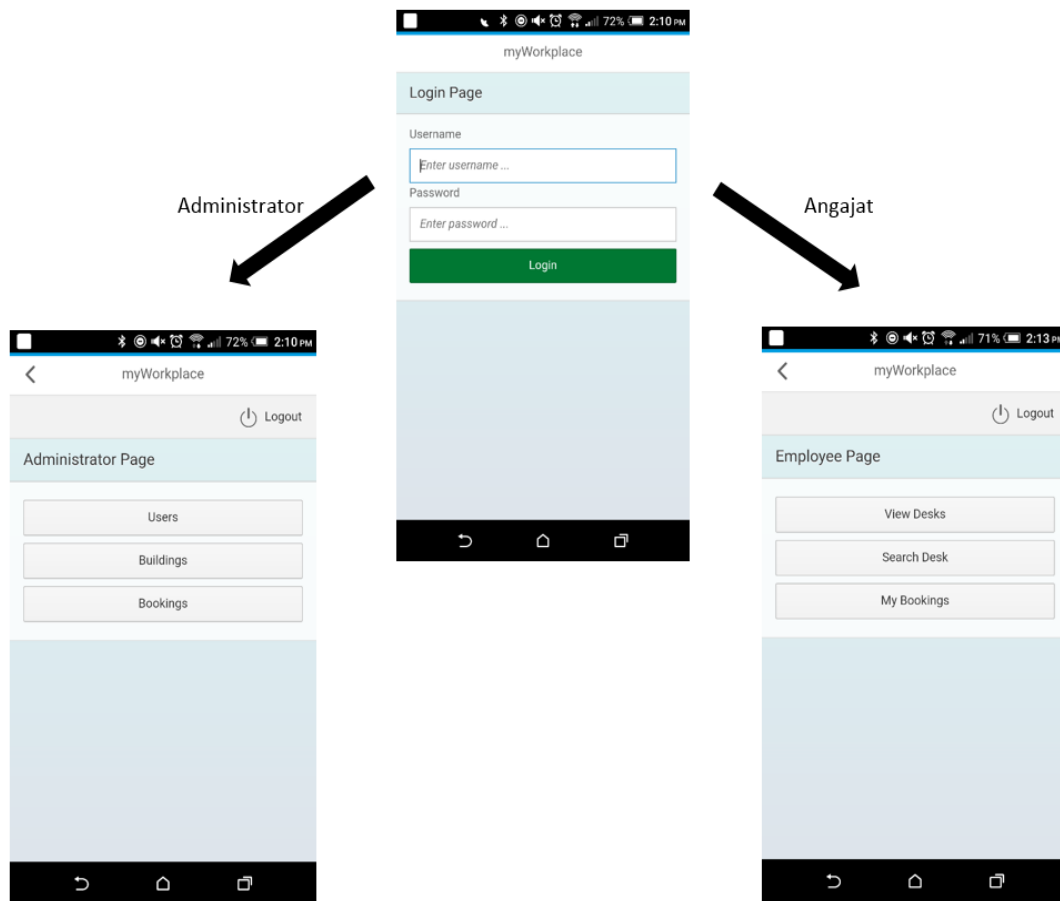 72% 2:10 PM
myWorkplace
Login Page
Username
Enter username ...
Password
Enter password ...
Login
Administrator
Angajat
72% 2:10 PM
myWorkplace
Logout
Administrator Page
Users
Buildings
Bookings
71% 2:13 PM
myWorkplace
Logout
Employee Page
View Desks
Search Desk
My Bookings